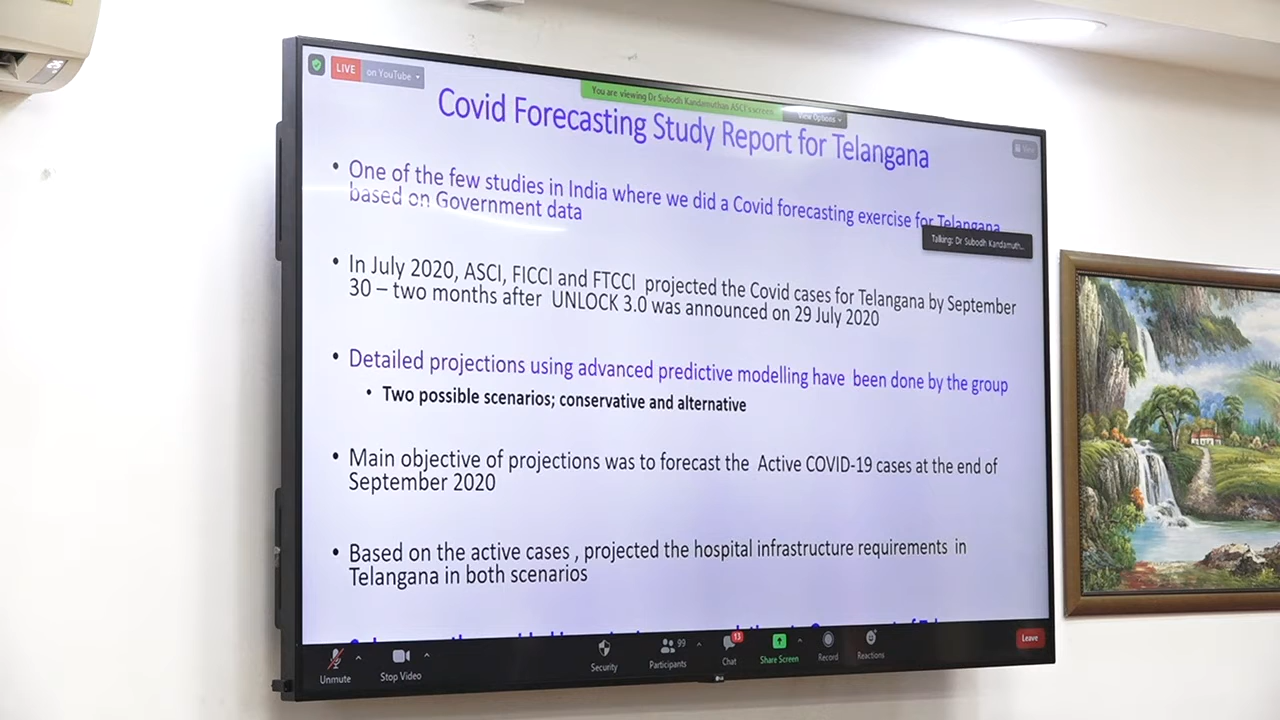 LIVE on YouTube
You are viewing Dr Subodh Kandamuthan ASCI's screen
View Options
View
Covid Forecasting Study Report for Telangana
• One of the few studies in India where we did a Covid forecasting exercise for Telangana
based on Government data
Talking: Dr Subodh Kandamuth...
• In July 2020, ASCI, FICCI and FTCCI projected the Covid cases for Telangana by September
30 – two months after UNLOCK 3.0 was announced on 29 July 2020
• Detailed projections using advanced predictive modelling have been done by the group
• Two possible scenarios; conservative and alternative
• Main objective of projections was to forecast the Active COVID-19 cases at the end of
September 2020
• Based on the active cases , projected the hospital infrastructure requirements in
Telangana in both scenarios
Unmute
Stop Video
Security
99
Participants
13
Chat
Share Screen
Record
Reactions
Leave
LG